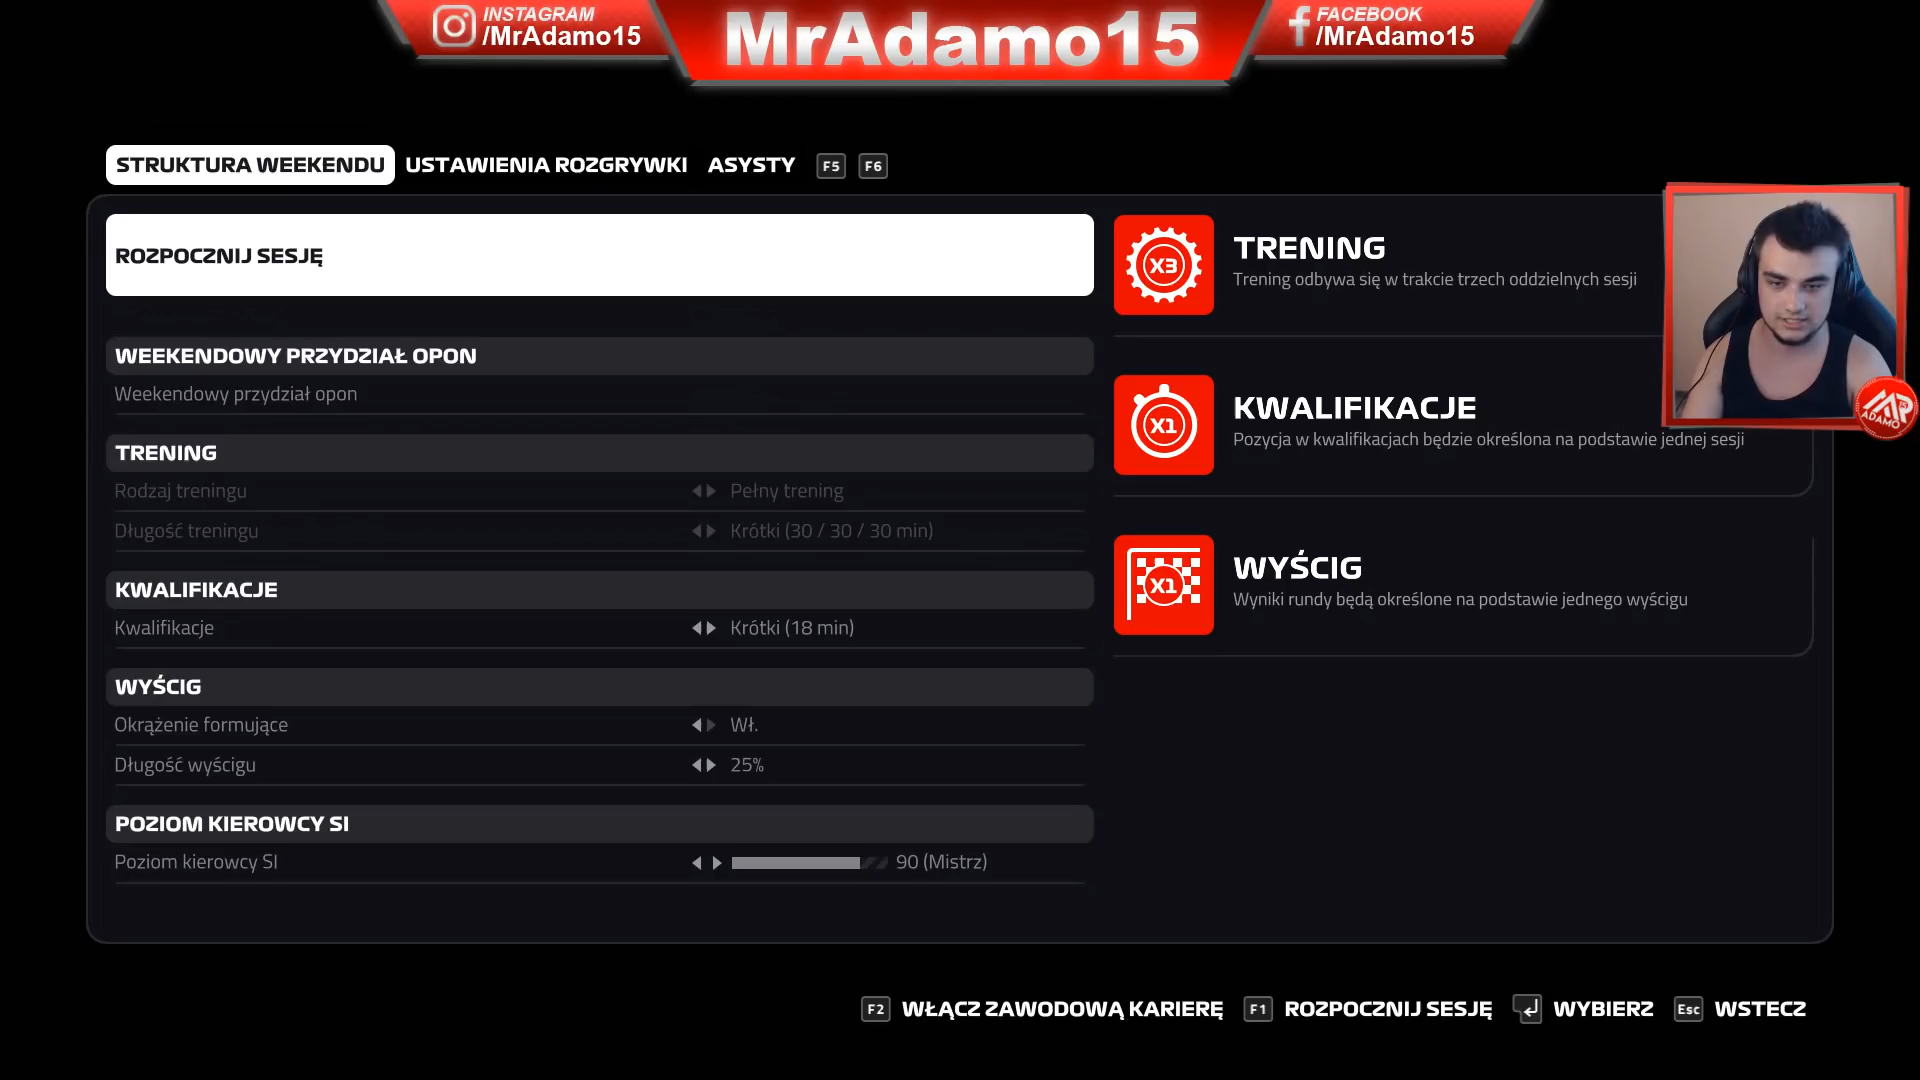 INSTAGRAM
/MrAdamo15
MrAdamo15
FACEBOOK
/MrAdamo15
STRUKTURA WEEKENDU USTAWIENIA ROZGRYWKI ASYSTY F5 F6
ROZPOCZNIJ SESJĘ
WEEKENDOWY PRZYDZIAŁ OPON
Weekendowy przydział opon
TRENING
Rodzaj treningu Pełny trening
Długość treningu Krótki (30 / 30 / 30 min)
KWALIFIKACJE
Kwalifikacje Krótki (18 min)
WYŚCIG
Okrążenie formujące Wł.
Długość wyścigu 25%
POZIOM KIEROWCY SI
Poziom kierowcy SI 90 (Mistrz)
X3
TRENING
Trening odbywa się w trakcie trzech oddzielnych sesji
X1
KWALIFIKACJE
Pozycja w kwalifikacjach będzie określona na podstawie jednej sesji
X1
WYŚCIG
Wyniki rundy będą określone na podstawie jednego wyścigu
ADAMO
F2 WŁĄCZ ZAWODOWĄ KARIERĘ F1 ROZPOCZNIJ SESJĘ WYBIERZ Esc WSTECZ